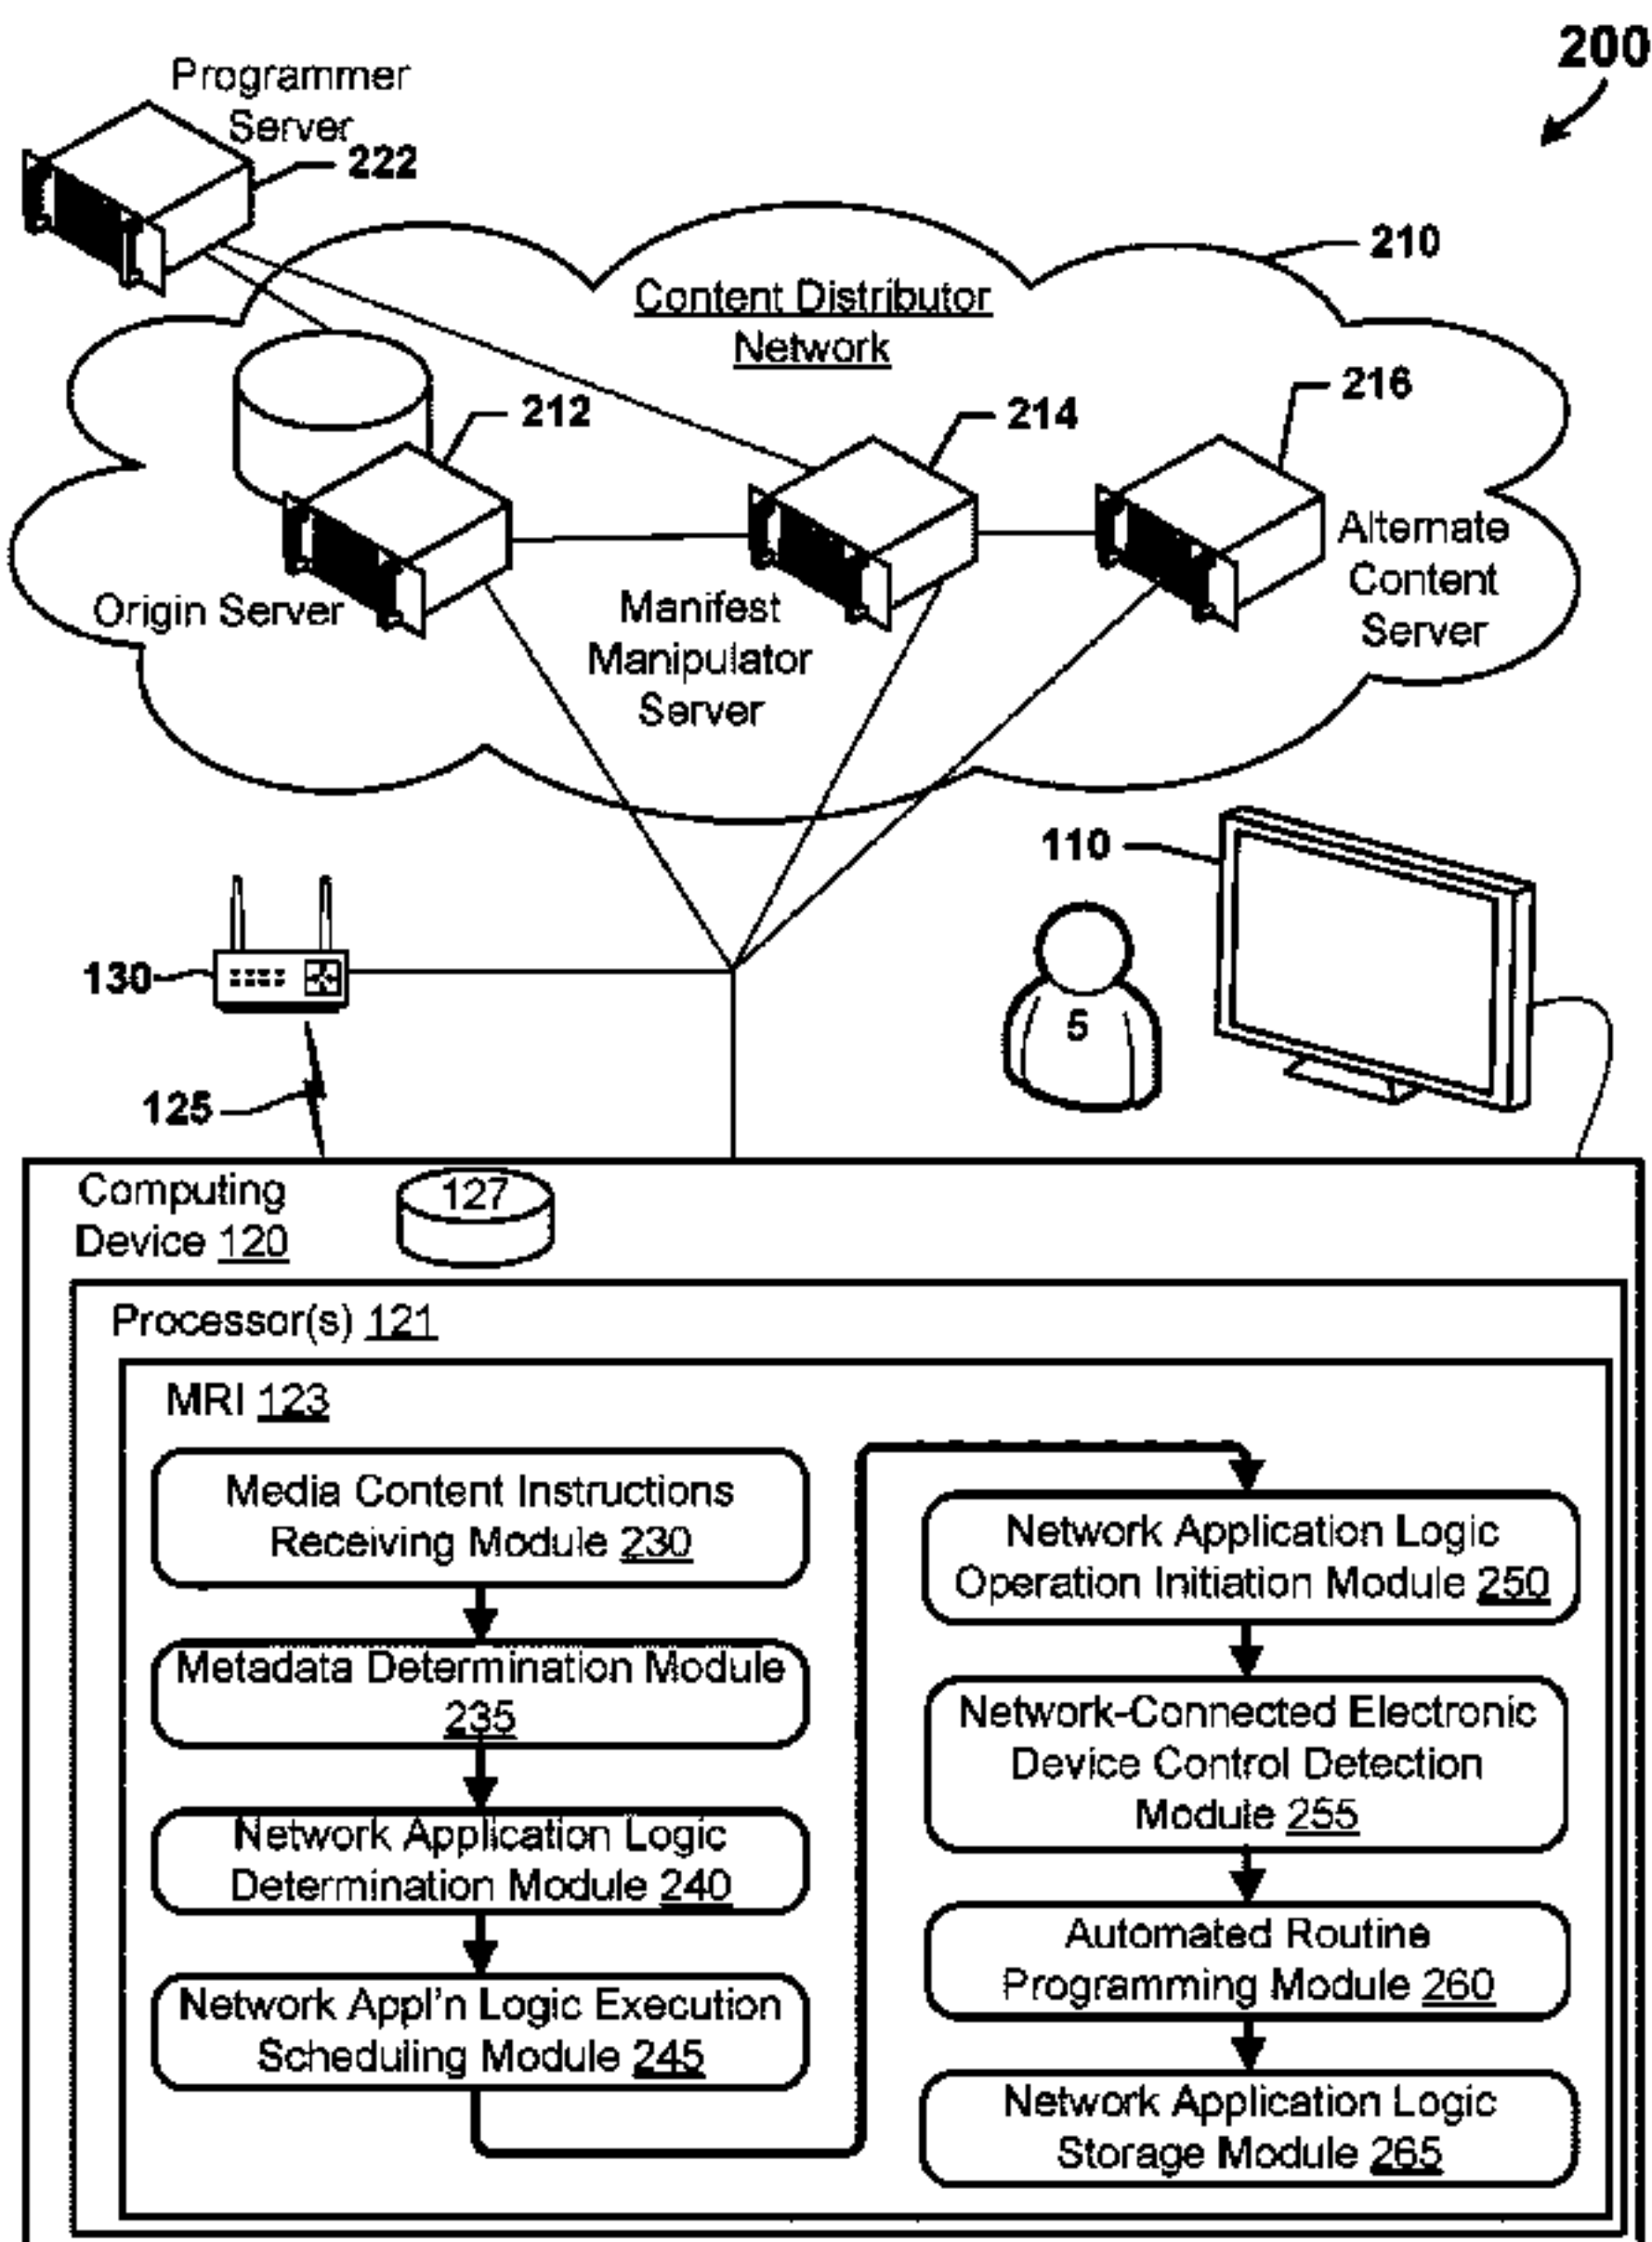 200
Programmer
Server
222
210
Content Distributor
Network
216
212
214
Alternate
Content
Server
Origin Server
Manifest
Manipulator
Server
110
130
5
125
Computing
Device 120
127
Processor(s) 121
MRI 123
Media Content Instructions
Receiving Module 230
Metadata Determination Module
235
Network Application Logic
Determination Module 240
Network Appl'n Logic Execution
Scheduling Module 245
Network Application Logic
Operation Initiation Module 250
Network-Connected Electronic
Device Control Detection
Module 255
Automated Routine
Programming Module 260
Network Application Logic
Storage Module 265